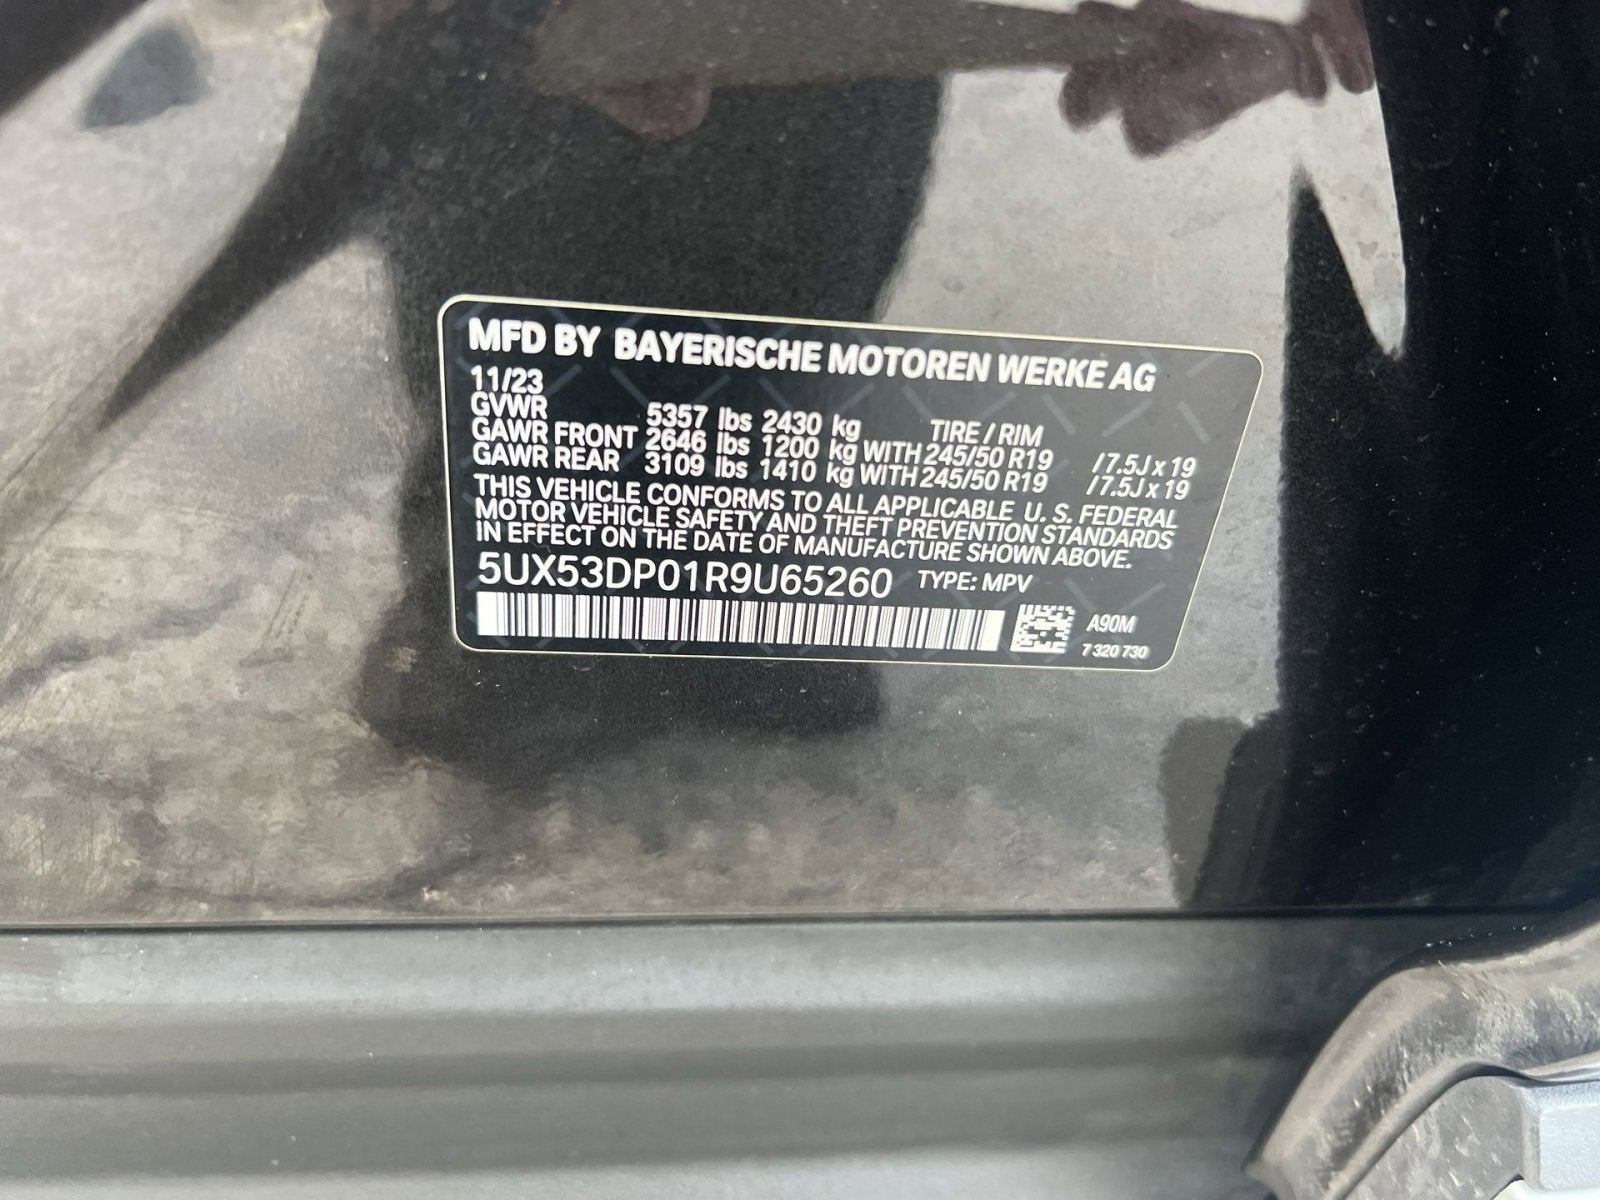 MFD BY BAYERISCHE MOTOREN WERKE AG
11/23
GVWR 5357 lbs 2430 kg TIRE / RIM
GAWR FRONT 2646 lbs 1200 kg WITH 245/50 R19 / 7.5J x 19
GAWR REAR 3109 lbs 1410 kg WITH 245/50 R19 / 7.5J x 19
THIS VEHICLE CONFORMS TO ALL APPLICABLE U. S. FEDERAL
MOTOR VEHICLE SAFETY AND THEFT PREVENTION STANDARDS
IN EFFECT ON THE DATE OF MANUFACTURE SHOWN ABOVE.
5UX53DP01R9U65260 TYPE: MPV
A90M
7 320 730